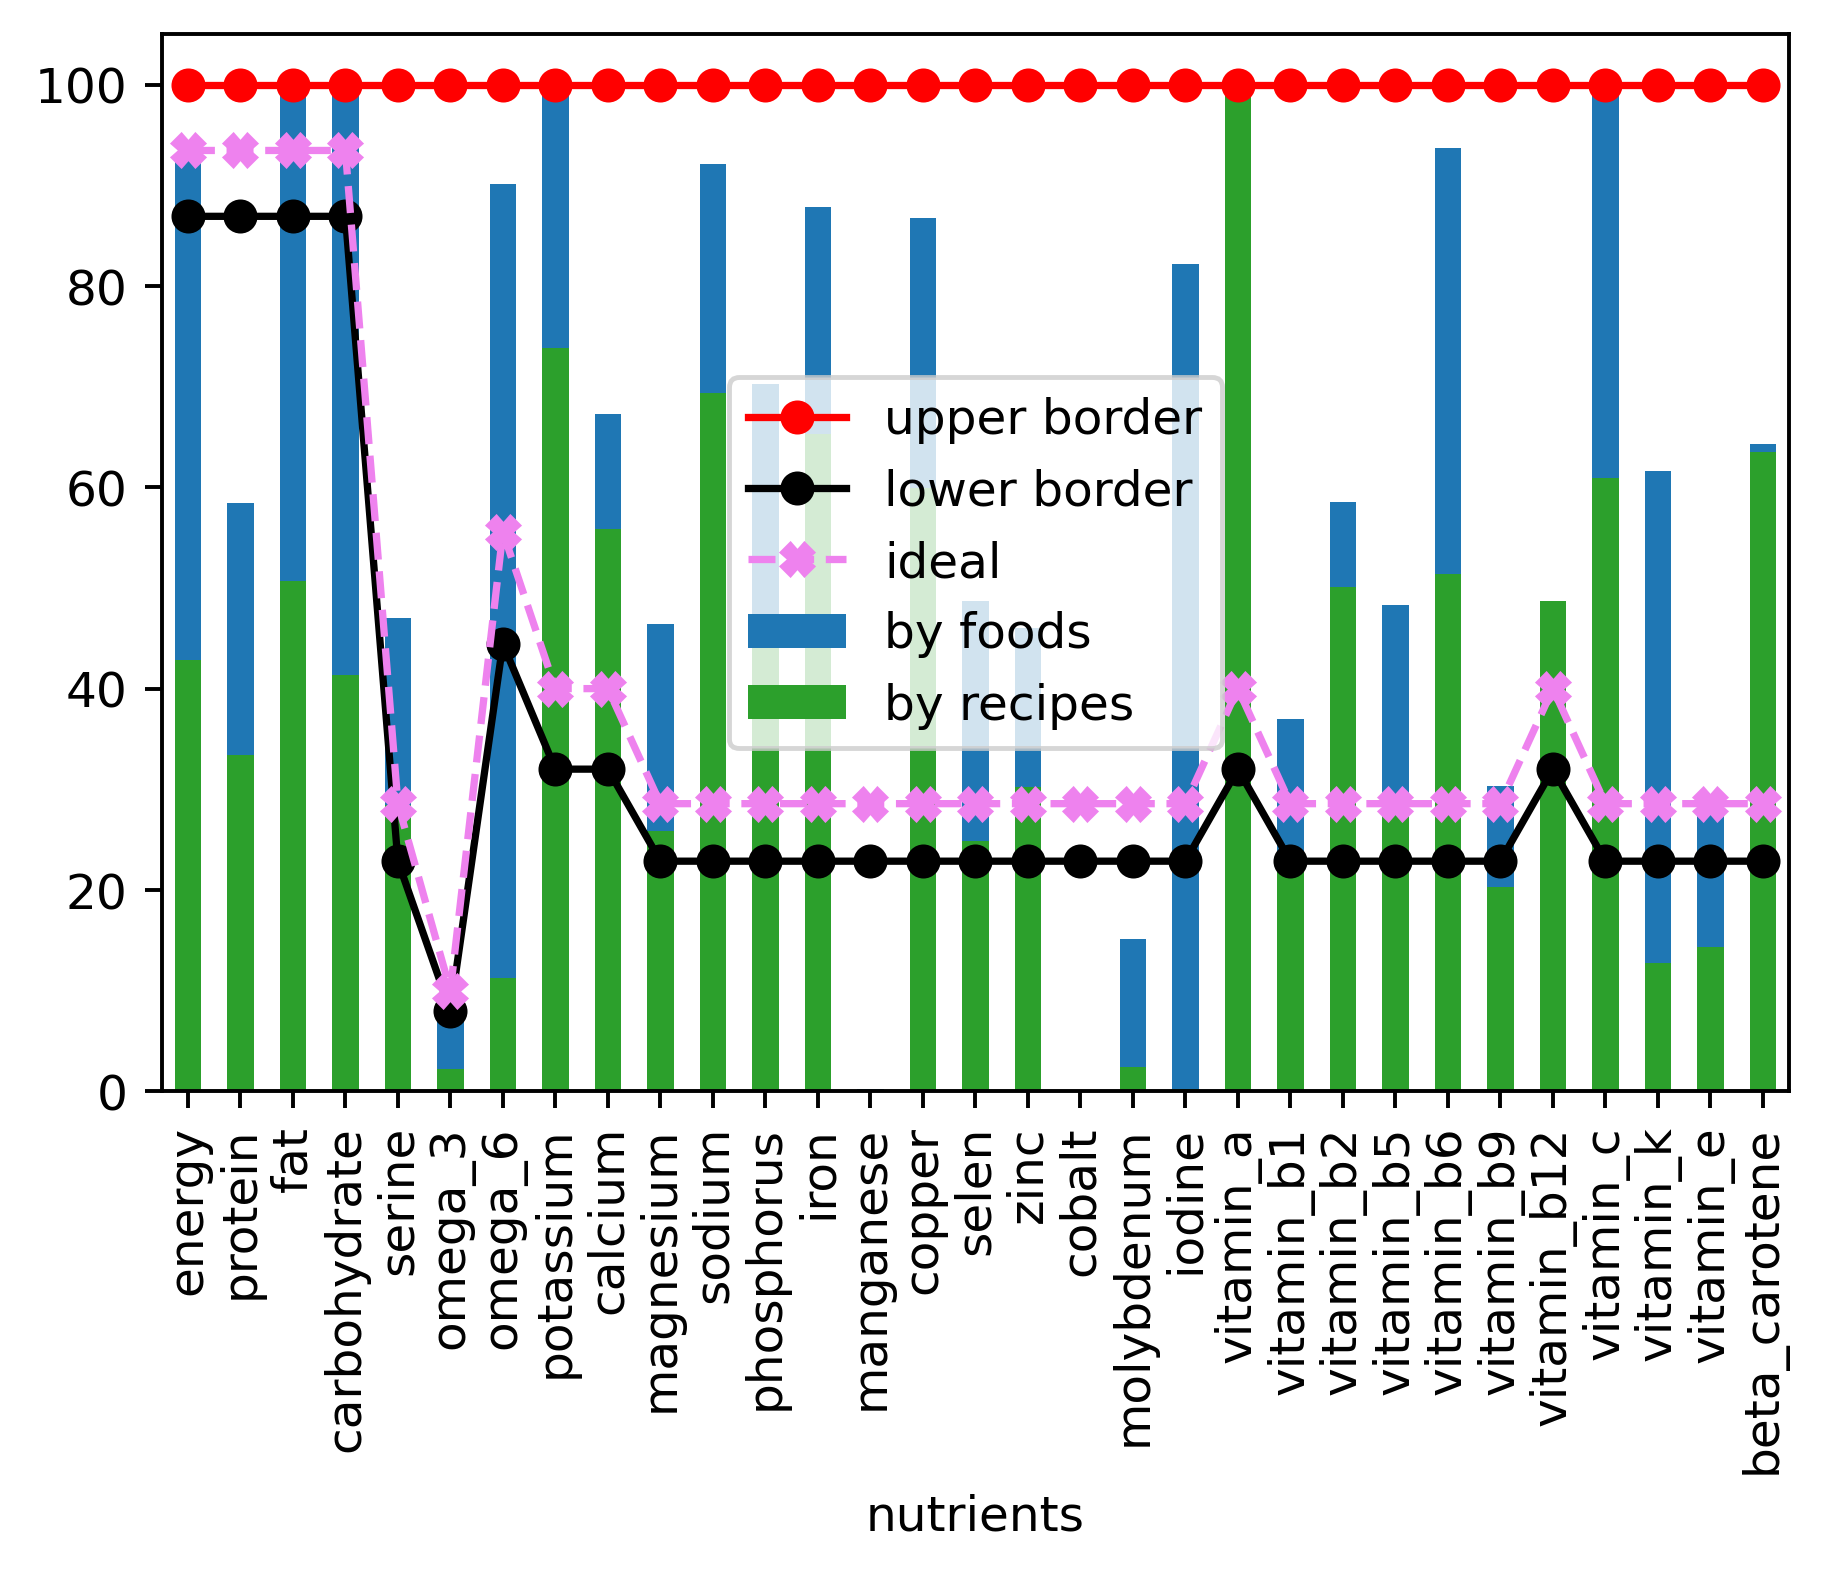 100
80
60
40
20
0
upper border
lower border
ideal
by foods
by recipes
energy
protein
fat
carbohydrate
serine
omega_3
omega_6
potassium
calcium
magnesium
sodium
phosphorus
iron
manganese
copper
selen
zinc
cobalt
molybdenum
iodine
vitamin_a
vitamin_b1
vitamin_b2
vitamin_b5
vitamin_b6
vitamin_b9
vitamin_b12
vitamin_c
vitamin_k
vitamin_e
beta_carotene
nutrients